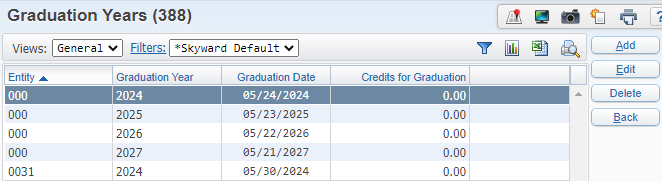 Graduation Years (388)
Views: General Filters: *Skyward Default
Entity Graduation Year Graduation Date Credits for Graduation
000 2024 05/24/2024 0.00
000 2025 05/23/2025 0.00
000 2026 05/22/2026 0.00
000 2027 05/21/2027 0.00
0031 2024 05/30/2024 0.00
Add
Edit
Delete
Back